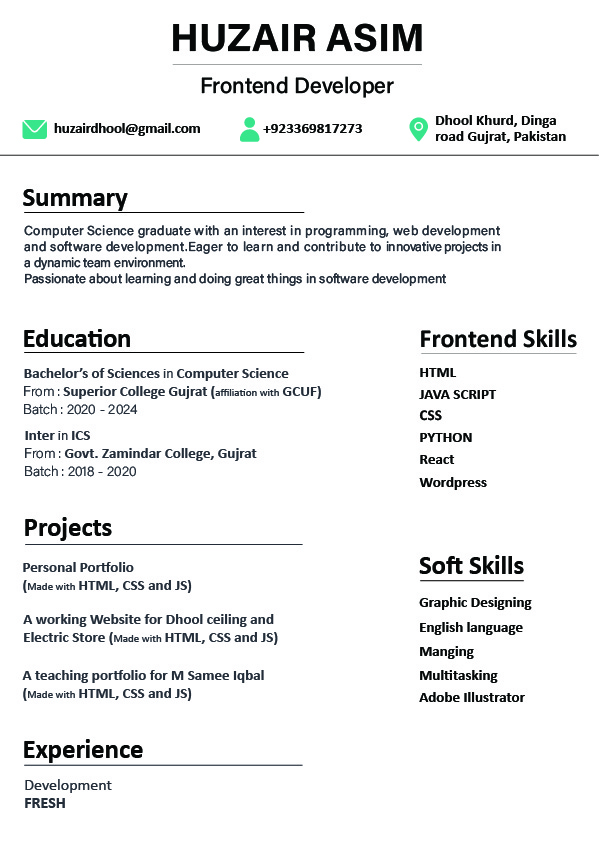 HUZAIR ASIM
Frontend Developer
huzairdhool@gmail.com
+923369817273
Dhool Khurd, Dinga
road Gujrat, Pakistan
Summary
Computer Science graduate with an interest in programming, web development
and software development.Eager to learn and contribute to innovative projects in
a dynamic team environment.
Passionate about learning and doing great things in software development
Education
Bachelor's of Sciences in Computer Science
From : Superior College Gujrat (affiliation with GCUF)
Batch : 2020 - 2024
Inter in ICS
From : Govt. Zamindar College, Gujrat
Batch : 2018 - 2020
Projects
Personal Portfolio
(Made with HTML, CSS and JS)
A working Website for Dhool ceiling and
Electric Store (Made with HTML, CSS and JS)
A teaching portfolio for M Samee Iqbal
(Made with HTML, CSS and JS)
Experience
Development
FRESH
Frontend Skills
HTML
JAVA SCRIPT
CSS
PYTHON
React
Wordpress
Soft Skills
Graphic Designing
English language
Manging
Multitasking
Adobe Illustrator